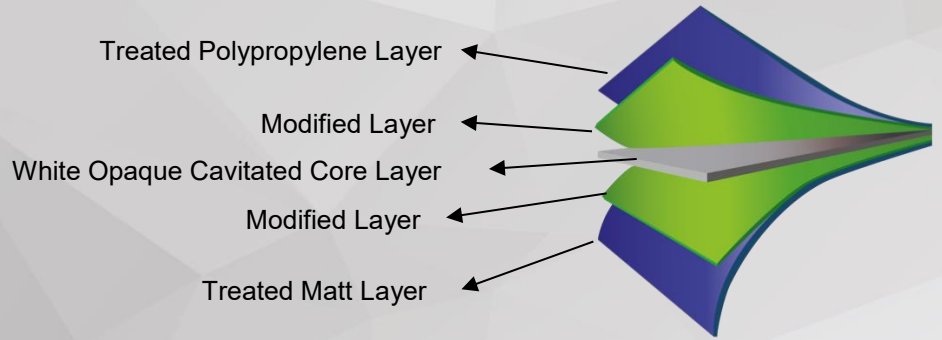 Treated Polypropylene Layer
Modified Layer
White Opaque Cavitated Core Layer
Modified Layer
Treated Matt Layer